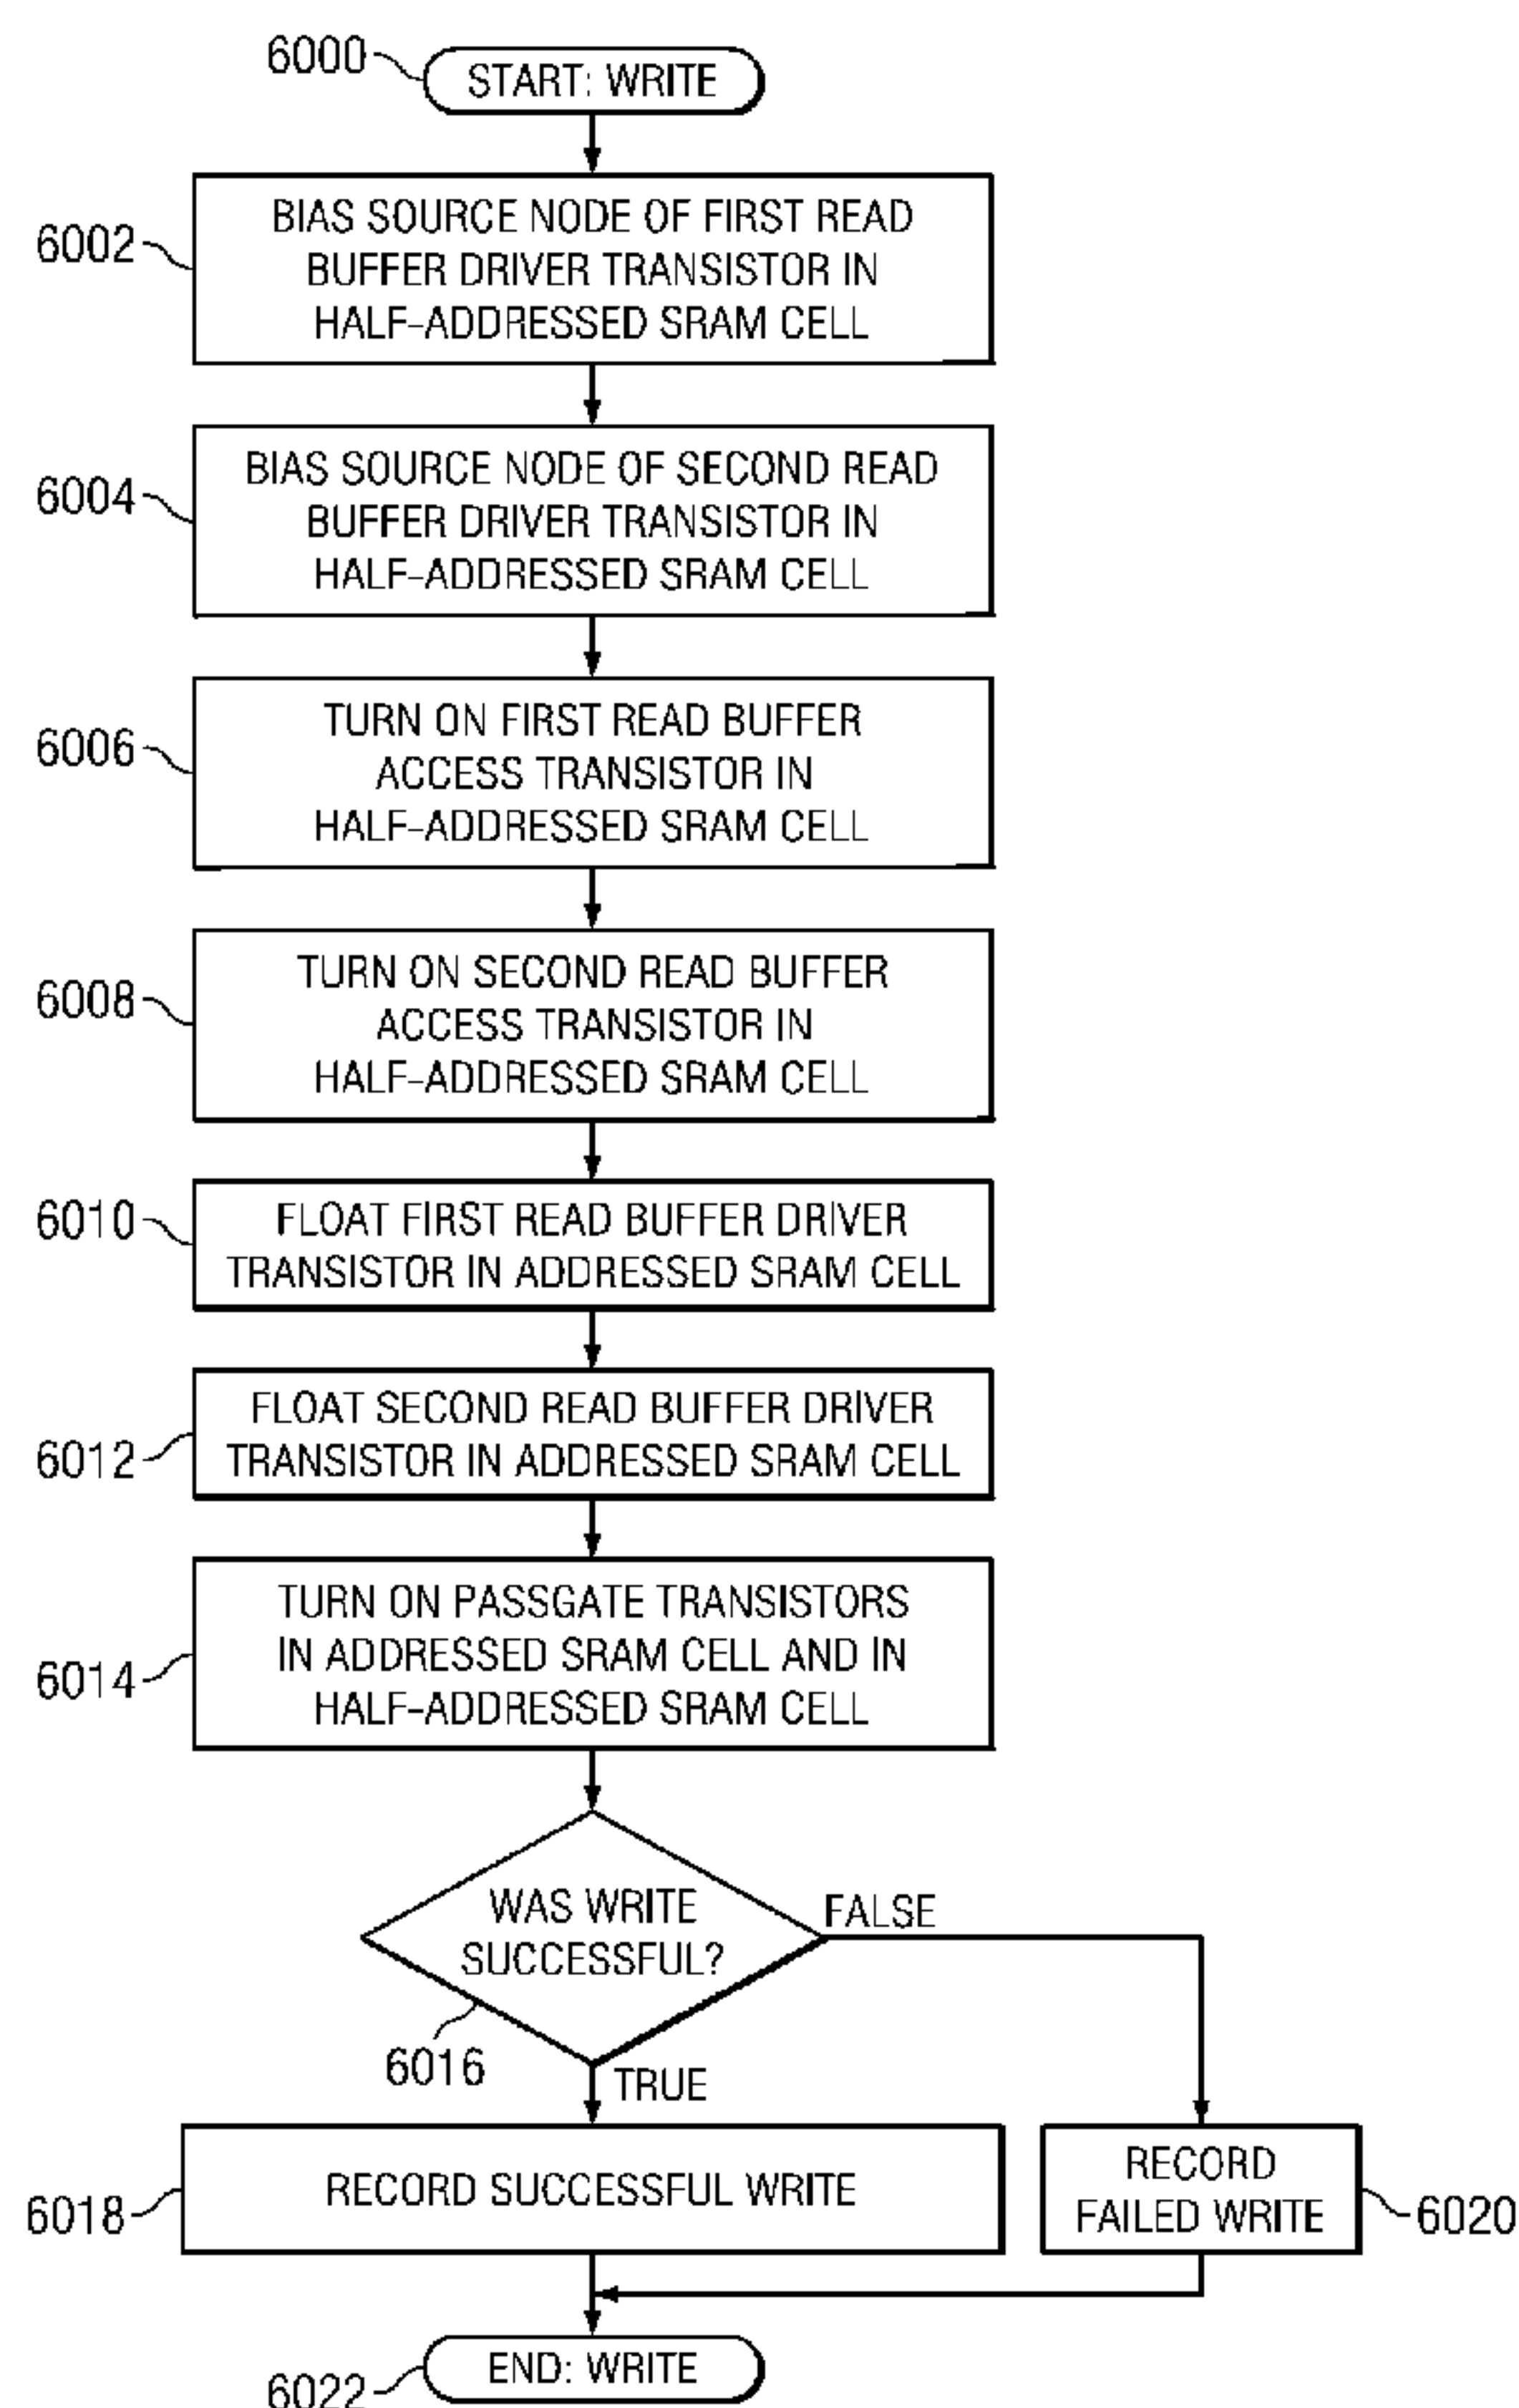 6000
START: WRITE
6002
BIAS SOURCE NODE OF FIRST READ
BUFFER DRIVER TRANSISTOR IN
HALF-ADDRESSED SRAM CELL
6004
BIAS SOURCE NODE OF SECOND READ
BUFFER DRIVER TRANSISTOR IN
HALF-ADDRESSED SRAM CELL
6006
TURN ON FIRST READ BUFFER
ACCESS TRANSISTOR IN
HALF-ADDRESSED SRAM CELL
6008
TURN ON SECOND READ BUFFER
ACCESS TRANSISTOR IN
HALF-ADDRESSED SRAM CELL
6010
FLOAT FIRST READ BUFFER DRIVER
TRANSISTOR IN ADDRESSED SRAM CELL
6012
FLOAT SECOND READ BUFFER DRIVER
TRANSISTOR IN ADDRESSED SRAM CELL
6014
TURN ON PASSGATE TRANSISTORS
IN ADDRESSED SRAM CELL AND IN
HALF-ADDRESSED SRAM CELL
WAS WRITE
SUCCESSFUL?
FALSE
6016
TRUE
6018
RECORD SUCCESSFUL WRITE
RECORD
FAILED WRITE
6020
END: WRITE
6022